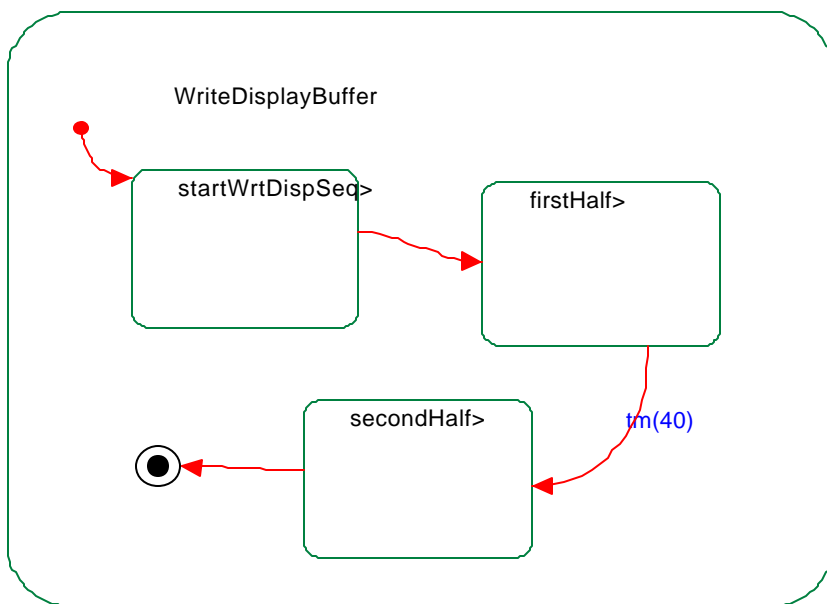 WriteDisplayBuffer
startWrtDispSeq>
firstHalf>
secondHalf>
tm(40)